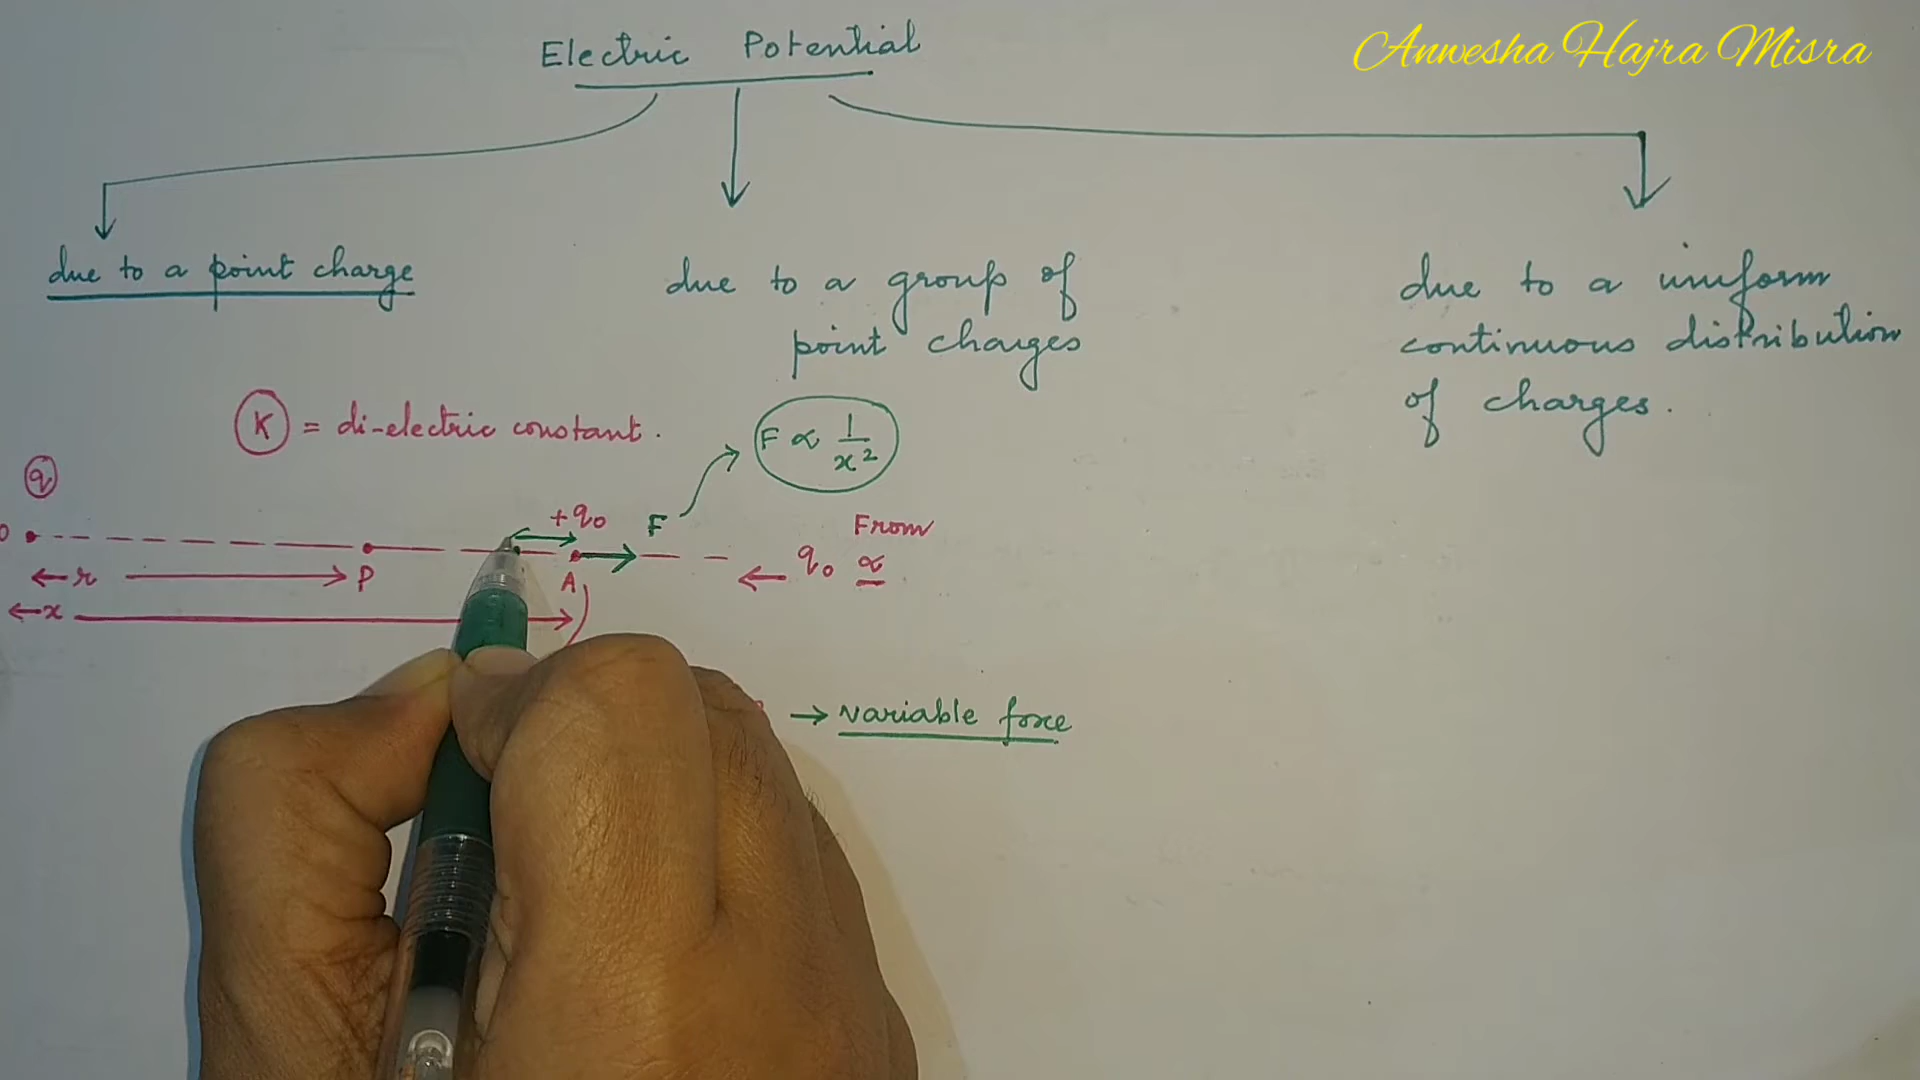 Anwesha Hajra Misra
Electric Potential
due to a point charge
due to a group of
point charges
due to a uniform
continuous distribution
of charges.
K = di-electric constant.
F ∝ 1/x²
q
+q₀ F From
O q₀ ∝
r P A
x
→ variable force